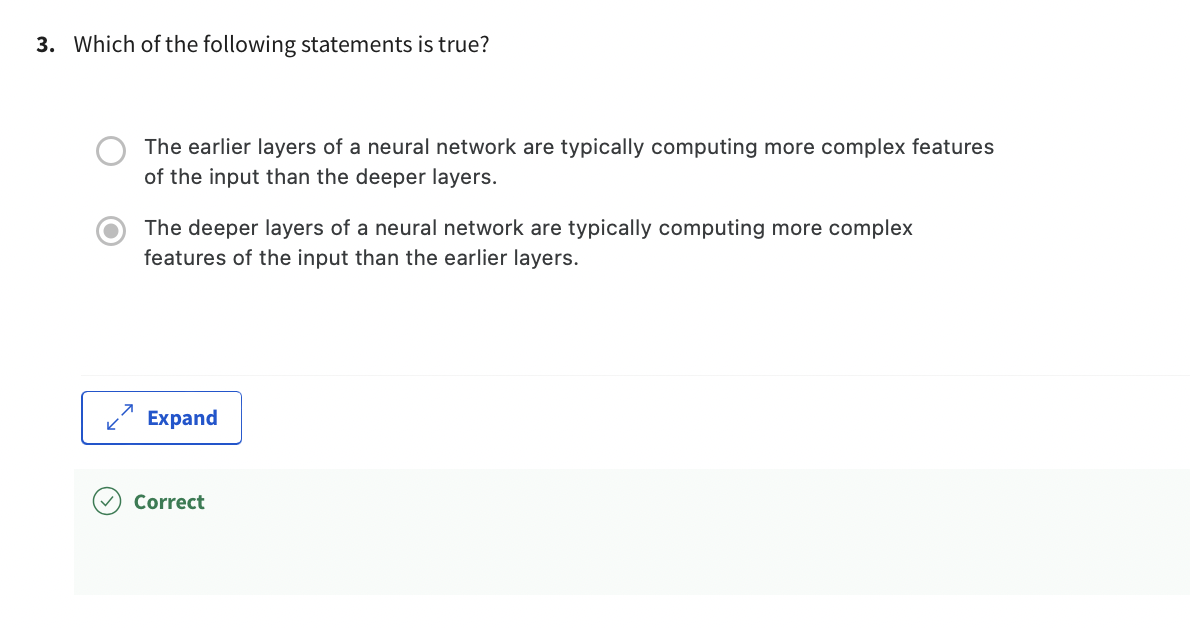 3. Which of the following statements is true?
The earlier layers of a neural network are typically computing more complex features
of the input than the deeper layers.
The deeper layers of a neural network are typically computing more complex
features of the input than the earlier layers.
Expand
Correct